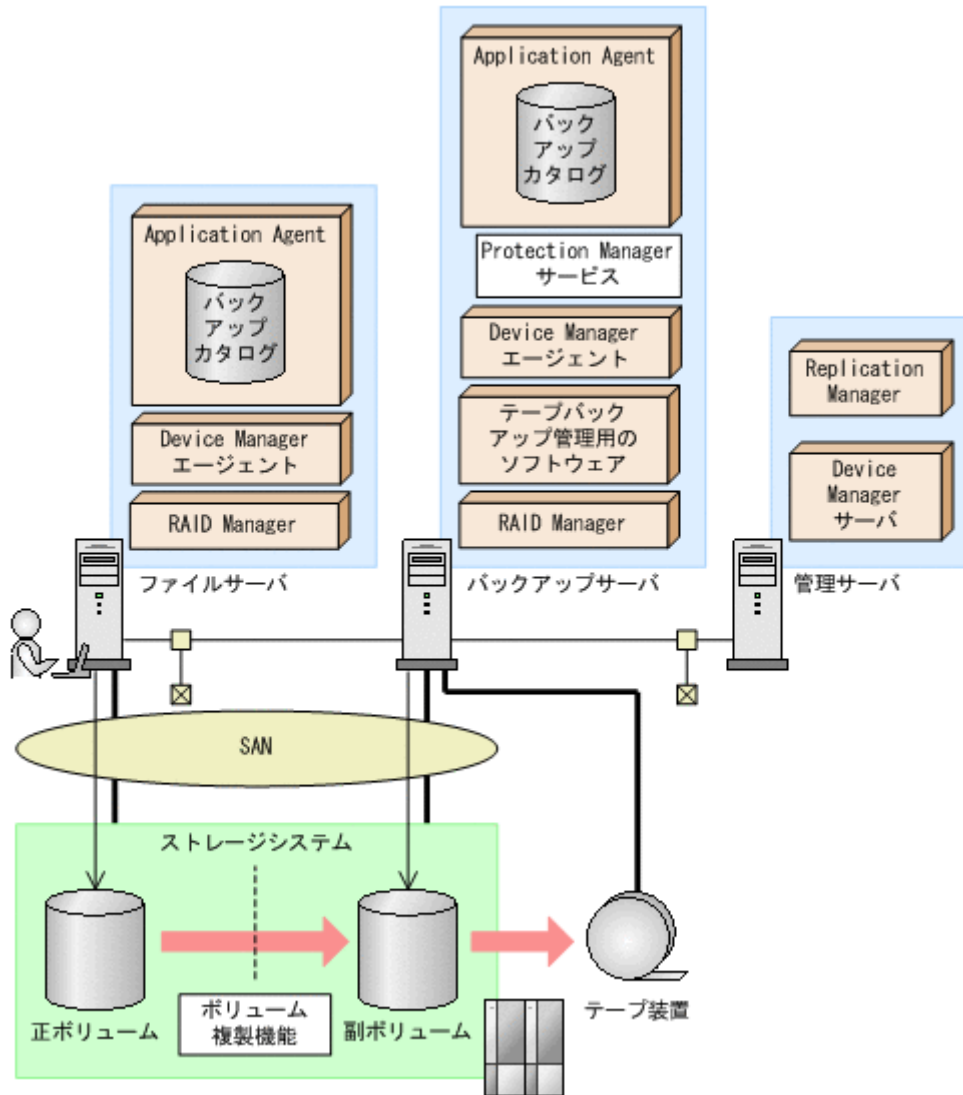 Application Agent
バック
アップ
カタログ
Device Manager
エージェント
RAID Manager
ファイルサーバ
Application Agent
バック
アップ
カタログ
Protection Manager
サービス
Device Manager
エージェント
テープバック
アップ管理用の
ソフトウェア
RAID Manager
バックアップサーバ
Replication
Manager
Device
Manager
サーバ
管理サーバ
SAN
ストレージシステム
正ボリューム
ボリューム
複製機能
副ボリューム
テープ装置